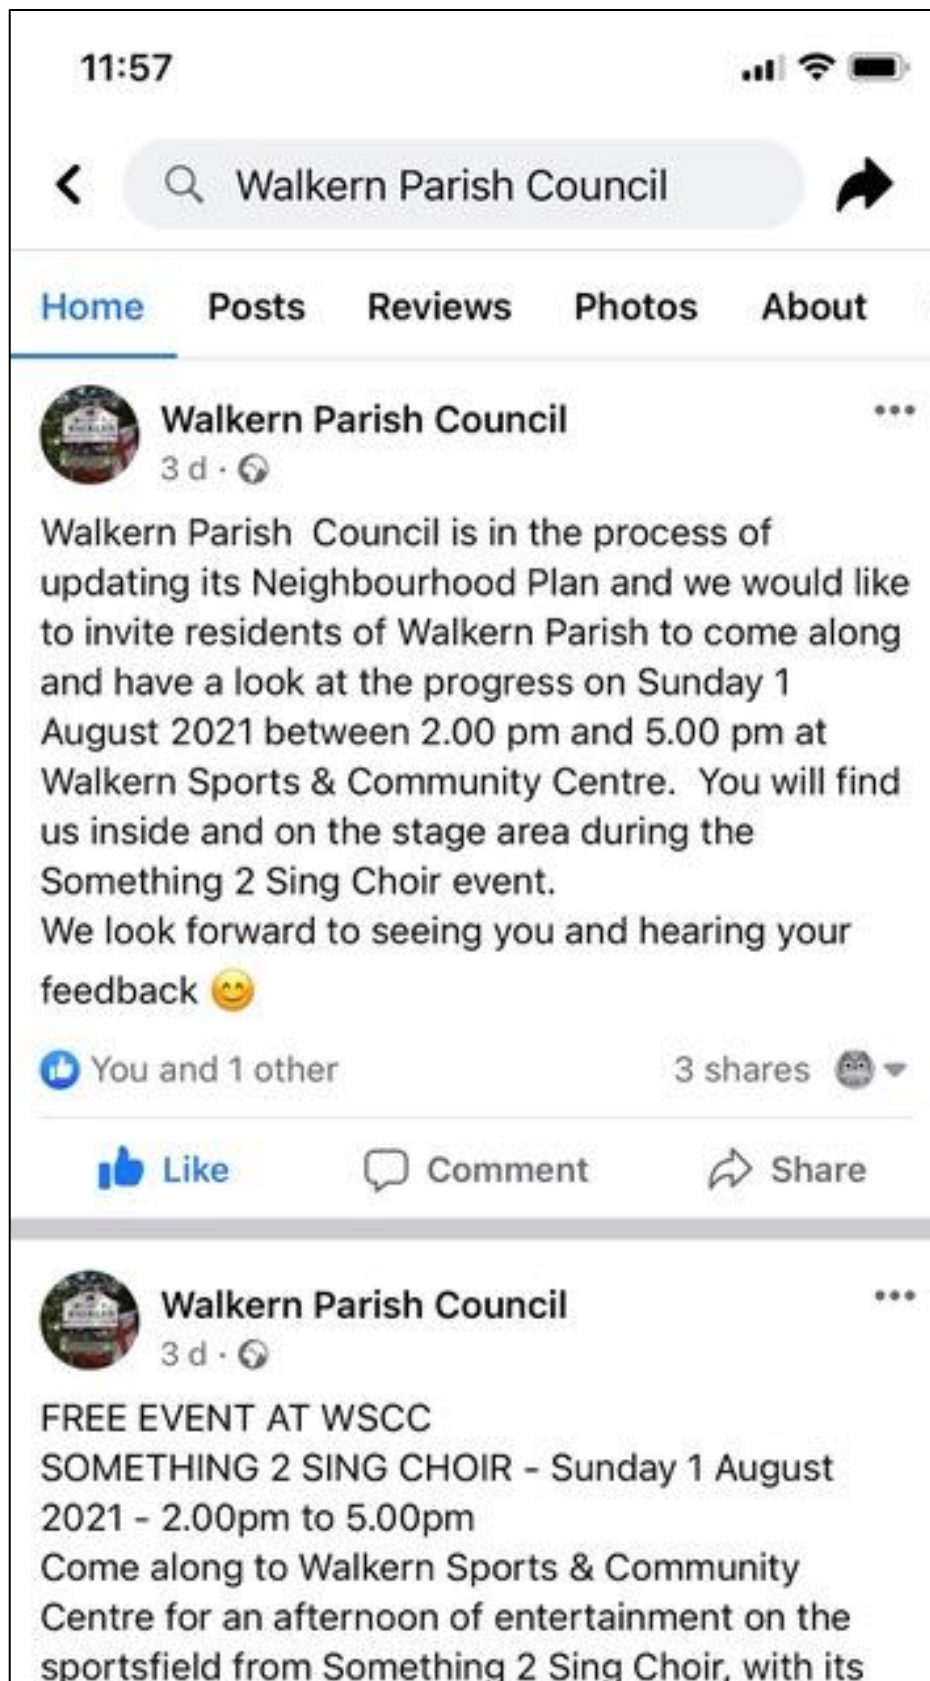 11:57
Walkern Parish Council
Home Posts Reviews Photos About
Walkern Parish Council
3 d ·
Walkern Parish  Council is in the process of
updating its Neighbourhood Plan and we would like
to invite residents of Walkern Parish to come along
and have a look at the progress on Sunday 1
August 2021 between 2.00 pm and 5.00 pm at
Walkern Sports & Community Centre.  You will find
us inside and on the stage area during the
Something 2 Sing Choir event.
We look forward to seeing you and hearing your
feedback 😊
You and 1 other 3 shares
Like Comment Share
Walkern Parish Council
3 d ·
FREE EVENT AT WSCC
SOMETHING 2 SING CHOIR - Sunday 1 August
2021 - 2.00pm to 5.00pm
Come along to Walkern Sports & Community
Centre for an afternoon of entertainment on the
sportsfield from Something 2 Sing Choir, with its